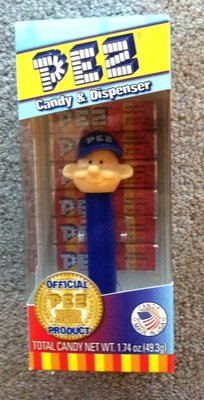 PEZ
Candy & Dispenser
PEZ
OFFICIAL
PEZ
PRODUCT
TOTAL CANDY NET WT. 1.74 oz.(49.3g)